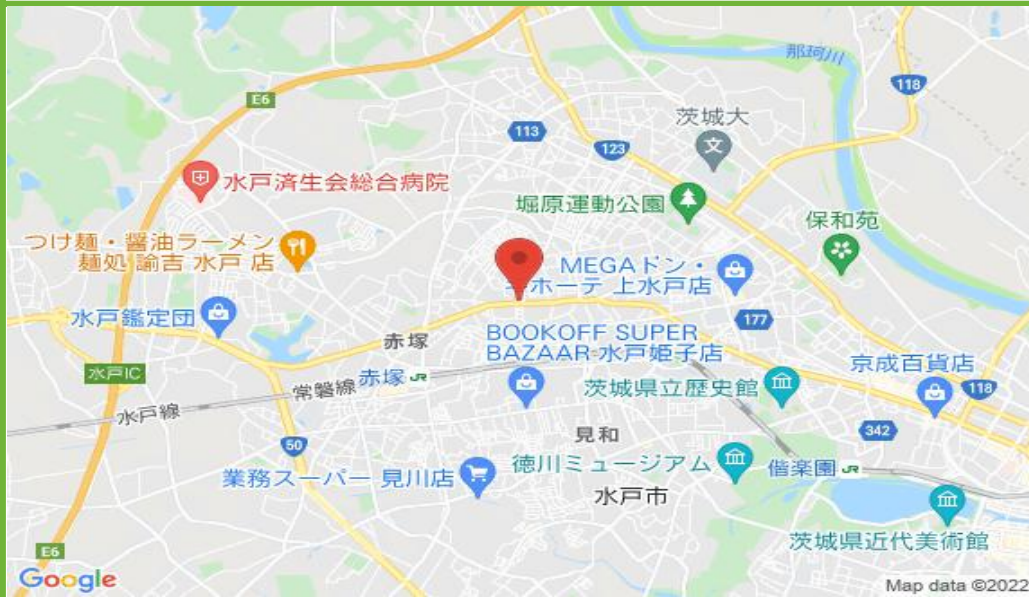 那珂川
118
E6
茨城大
113
123
水戸済生会総合病院
堀原運動公園
保和苑
つけ麺・醤油ラーメン
麺処 諭吉 水戸 店
MEGAドン・
キホーテ 上水戸店
水戸鑑定団
177
赤塚
BOOKOFF SUPER
BAZAAR 水戸姫子店
京成百貨店
水戸IC
常磐線
赤塚 JR
茨城県立歴史館
118
水戸線
見和
342
50
徳川ミュージアム
偕楽園 JR
業務スーパー 見川店
水戸市
茨城県近代美術館
E6
Google
Map data ©2022